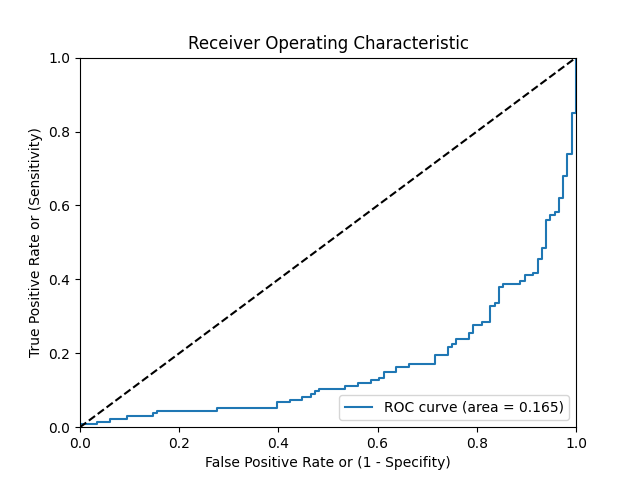 Receiver Operating Characteristic
True Positive Rate or (Sensitivity)
1.0
0.8
0.6
0.4
0.2
0.0
ROC curve (area = 0.165)
0.0 0.2 0.4 0.6 0.8 1.0
False Positive Rate or (1 - Specifity)